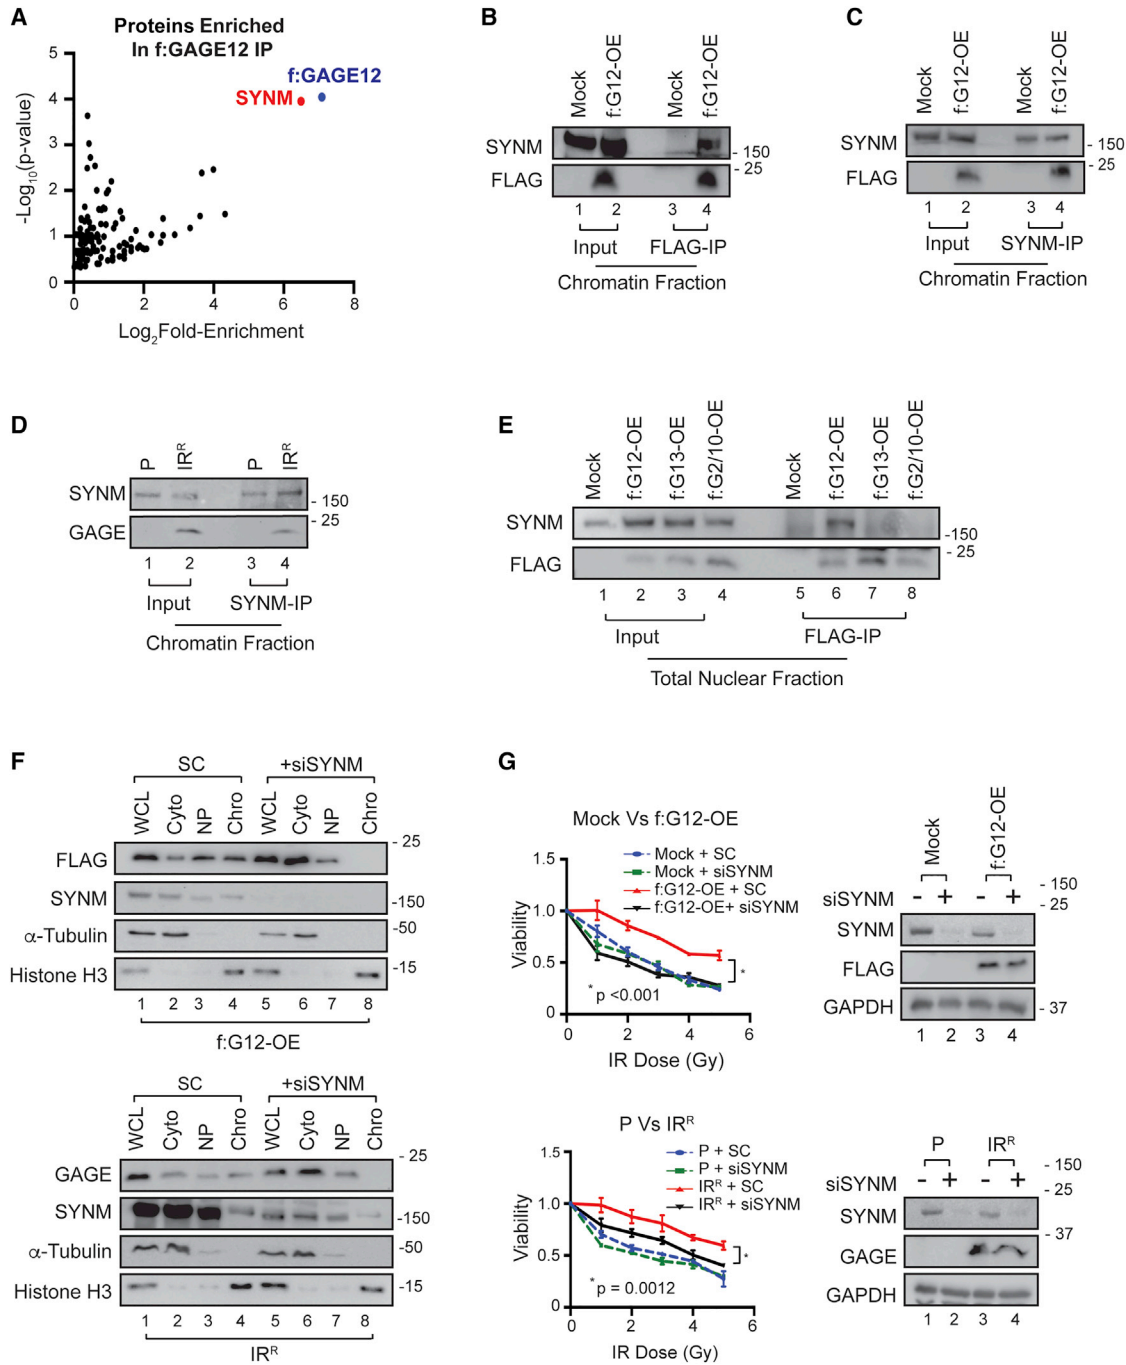 A
Proteins Enriched
In f:GAGE12 IP
f:GAGE12
SYNM
-Log10(p-value)
5
4
3
2
1
0
0 2 4 6 8
Log2Fold-Enrichment
B
Mock f:G12-OE Mock f:G12-OE
SYNM
- 150
- 25
FLAG
1 2 3 4
Input FLAG-IP
Chromatin Fraction
C
Mock f:G12-OE Mock f:G12-OE
SYNM
- 150
- 25
FLAG
1 2 3 4
Input SYNM-IP
Chromatin Fraction
D
P IRR P IRR
SYNM
- 150
- 25
GAGE
1 2 3 4
Input SYNM-IP
Chromatin Fraction
E
Mock f:G12-OE f:G13-OE f:G2/10-OE Mock f:G12-OE f:G13-OE f:G2/10-OE
SYNM
-150
- 25
FLAG
1 2 3 4 5 6 7 8
Input FLAG-IP
Total Nuclear Fraction
F
SC +siSYNM
WCL Cyto NP Chro WCL Cyto NP Chro
- 25
FLAG
SYNM
-150
-50
α-Tubulin
-15
Histone H3
1 2 3 4 5 6 7 8
f:G12-OE
SC +siSYNM
WCL Cyto NP Chro WCL Cyto NP Chro
- 25
GAGE
SYNM
-150
α-Tubulin
-50
Histone H3
-15
1 2 3 4 5 6 7 8
IRR
G
Mock Vs f:G12-OE
Mock + SC
Mock + siSYNM
f:G12-OE + SC
f:G12-OE+ siSYNM
Viability
1.5
1.0
0.5
0
*
* p <0.001
0 2 4 6
IR Dose (Gy)
Mock f:G12-OE
siSYNM - + - +
- 150
- 25
SYNM
FLAG
GAPDH
- 37
1 2 3 4
P Vs IRR
P + SC
P + siSYNM
IRR + SC
IRR + siSYNM
Viability
1.5
1.0
0.5
0
*
* p = 0.0012
0 2 4 6
IR Dose (Gy)
P IRR
siSYNM - + - +
- 150
- 25
SYNM
- 37
GAGE
GAPDH
1 2 3 4